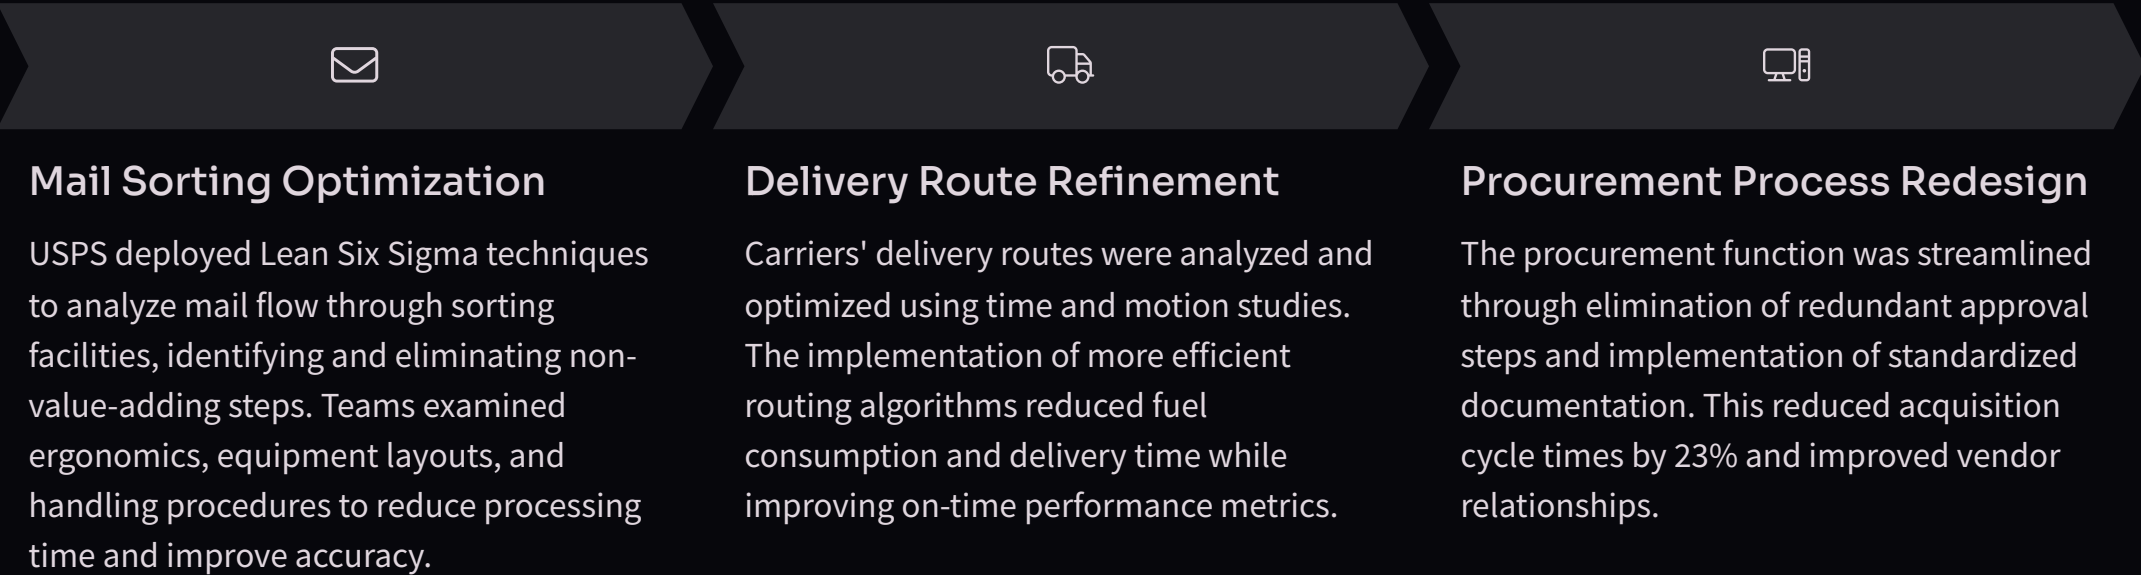 Mail Sorting Optimization
USPS deployed Lean Six Sigma techniques
to analyze mail flow through sorting
facilities, identifying and eliminating non-
value-adding steps. Teams examined
ergonomics, equipment layouts, and
handling procedures to reduce processing
time and improve accuracy.
Delivery Route Refinement
Carriers' delivery routes were analyzed and
optimized using time and motion studies.
The implementation of more efficient
routing algorithms reduced fuel
consumption and delivery time while
improving on-time performance metrics.
Procurement Process Redesign
The procurement function was streamlined
through elimination of redundant approval
steps and implementation of standardized
documentation. This reduced acquisition
cycle times by 23% and improved vendor
relationships.